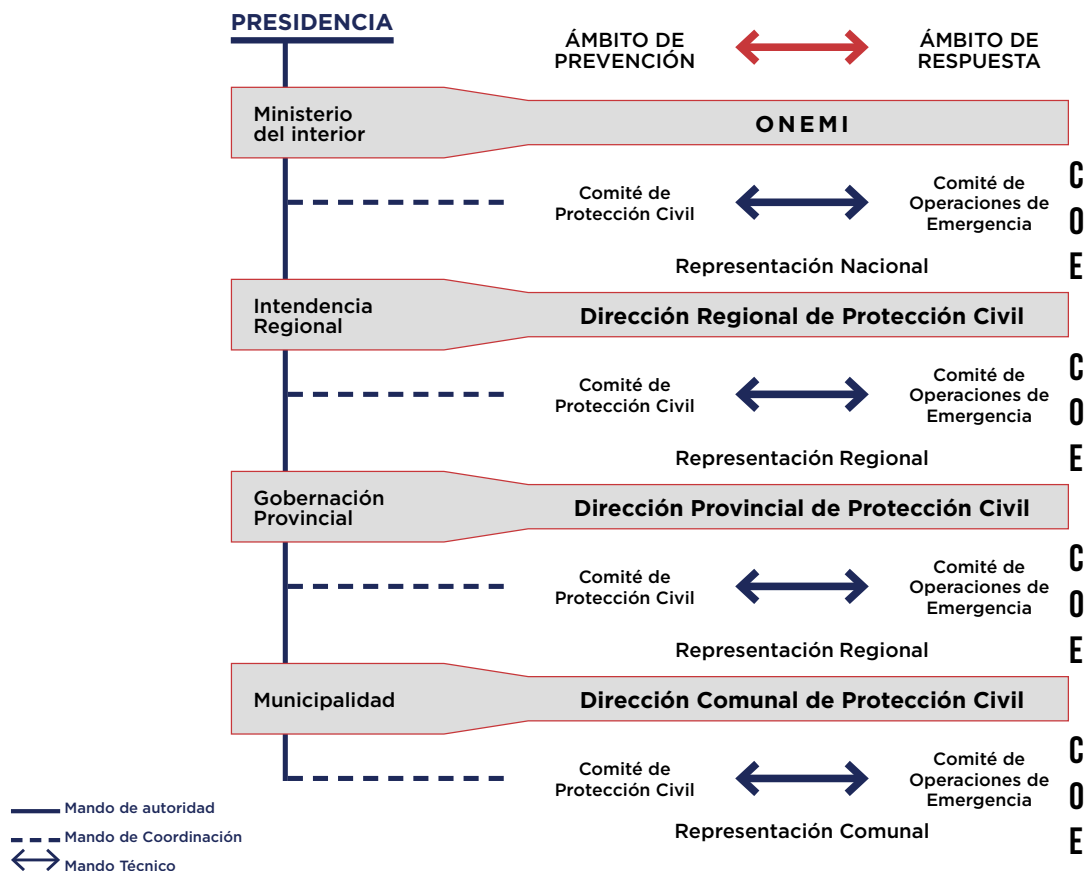 PRESIDENCIA
ÁMBITO DE
PREVENCIÓN
ÁMBITO DE
RESPUESTA
Ministerio
del interior
ONEMI
Comité de
Protección Civil
Comité de
Operaciones de
Emergencia
C
O
E
Representación Nacional
Intendencia
Regional
Dirección Regional de Protección Civil
Comité de
Protección Civil
Comité de
Operaciones de
Emergencia
C
O
E
Representación Regional
Gobernación
Provincial
Dirección Provincial de Protección Civil
Comité de
Protección Civil
Comité de
Operaciones de
Emergencia
C
O
E
Representación Regional
Municipalidad
Dirección Comunal de Protección Civil
Comité de
Protección Civil
Comité de
Operaciones de
Emergencia
C
O
E
Representación Comunal
Mando de autoridad
Mando de Coordinación
Mando Técnico